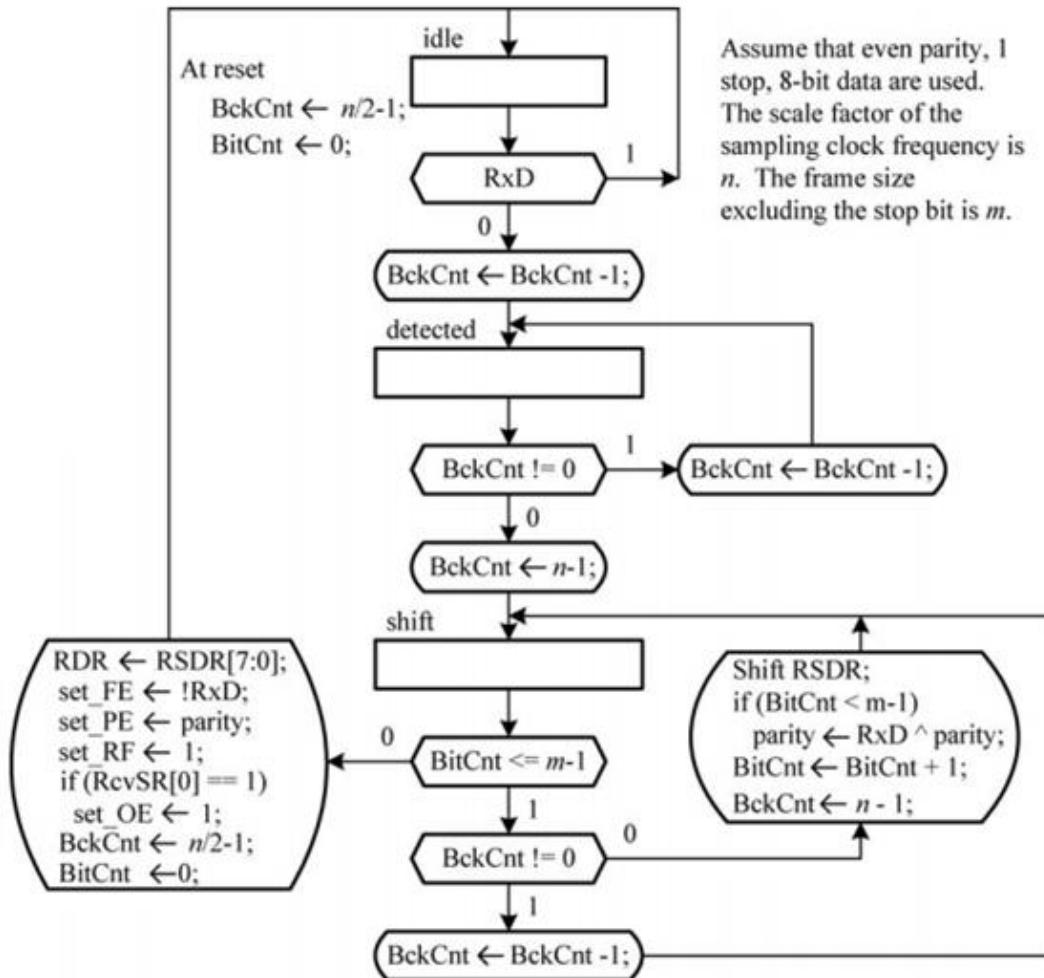 idle
At reset
BckCnt ← n/2-1;
BitCnt ← 0;
Assume that even parity, 1
stop, 8-bit data are used.
The scale factor of the
sampling clock frequency is
n. The frame size
excluding the stop bit is m.
RxD
1
0
BckCnt ← BckCnt -1;
detected
BckCnt != 0
1
BckCnt ← BckCnt -1;
0
BckCnt ← n-1;
shift
RDR ← RSDR[7:0];
set_FE ← !RxD;
set_PE ← parity;
set_RF ← 1;
if (RcvSR[0] == 1)
set_OE ← 1;
BckCnt ← n/2-1;
BitCnt ←0;
0
BitCnt <= m-1
1
Shift RSDR;
if (BitCnt < m-1)
parity ← RxD ^ parity;
BitCnt ← BitCnt + 1;
BckCnt ← n - 1;
BckCnt != 0
0
1
BckCnt ← BckCnt -1;